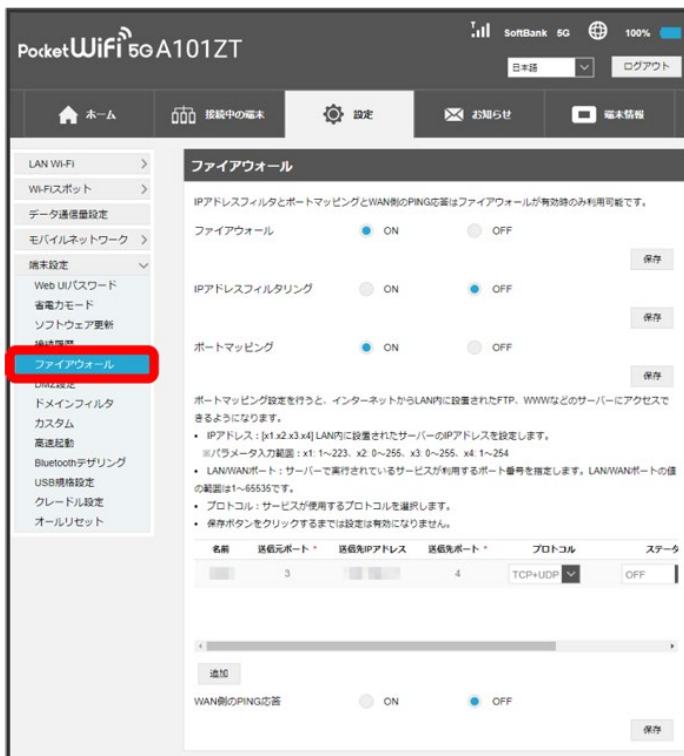 SoftBank 5G 100%
PocketWiFi 5G A101ZT
日本語 ログアウト
ホーム 接続中の端末 設定 お知らせ 端末情報
LAN Wi-Fi
Wi-Fiスポット
データ通信量設定
モバイルネットワーク
端末設定
Web UIパスワード
省電力モード
ソフトウェア更新
接続履歴
ファイアウォール
DMZ設定
ドメインフィルタ
カスタム
高速起動
Bluetoothテザリング
USB規格設定
クレードル設定
オールリセット
ファイアウォール
IPアドレスフィルタとポートマッピングとWAN側のPING応答はファイアウォールが有効時のみ利用可能です。
ファイアウォール ON OFF
保存
IPアドレスフィルタリング ON OFF
保存
ポートマッピング ON OFF
保存
ポートマッピング設定を行うと、インターネットからLAN内に設置されたFTP、WWWなどのサーバーにアクセスで
きるようになります。
• IPアドレス：[x1.x2.x3.x4] LAN内に設置されたサーバーのIPアドレスを設定します。
※パラメータ入力範囲：x1: 1～223、x2: 0～255、x3: 0～255、x4: 1～254
• LAN/WANポート：サーバーで実行されているサービスが利用するポート番号を指定します。LAN/WANポートの値
の範囲は1～65535です。
• プロトコル：サービスが使用するプロトコルを選択します。
• 保存ボタンをクリックするまでは設定は有効になりません。
名前 送信元ポート * 送信先IPアドレス 送信先ポート * プロトコル ステータ
3 4 TCP+UDP OFF
追加
WAN側のPING応答 ON OFF
保存